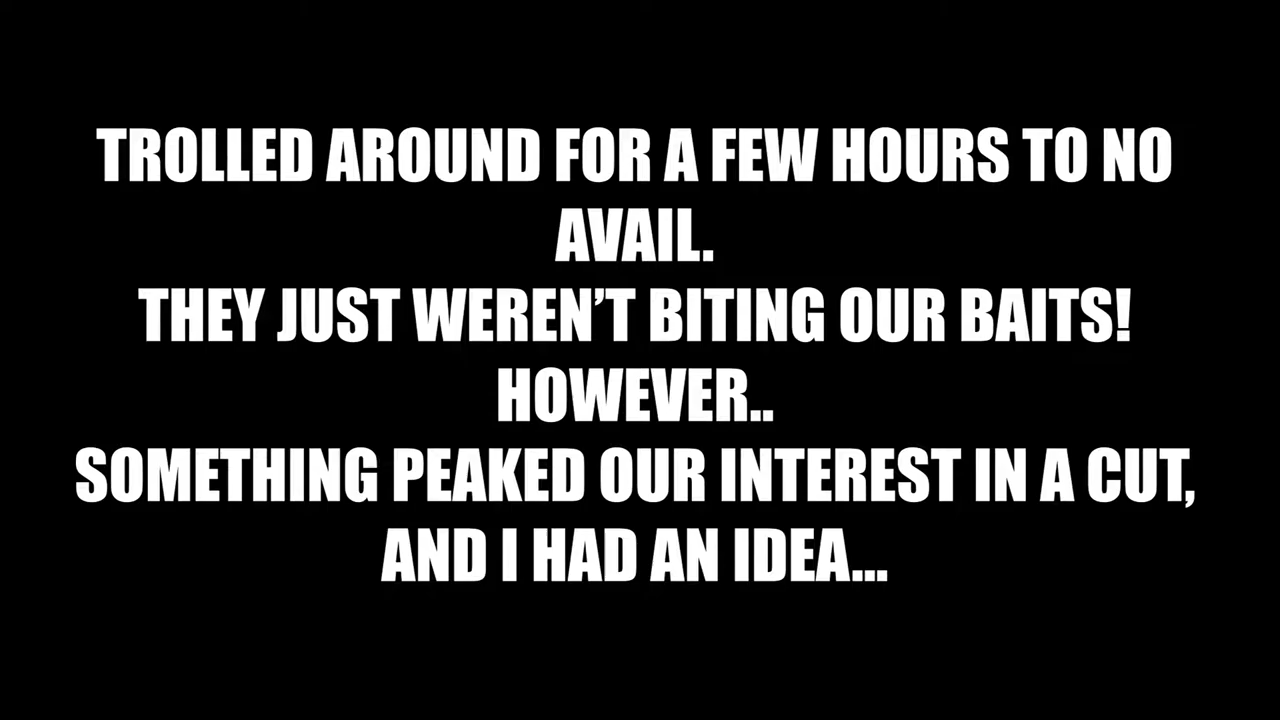 TROLLED AROUND FOR A FEW HOURS TO NO
AVAIL.
THEY JUST WEREN’T BITING OUR BAITS!
HOWEVER..
SOMETHING PEAKED OUR INTEREST IN A CUT,
AND I HAD AN IDEA...